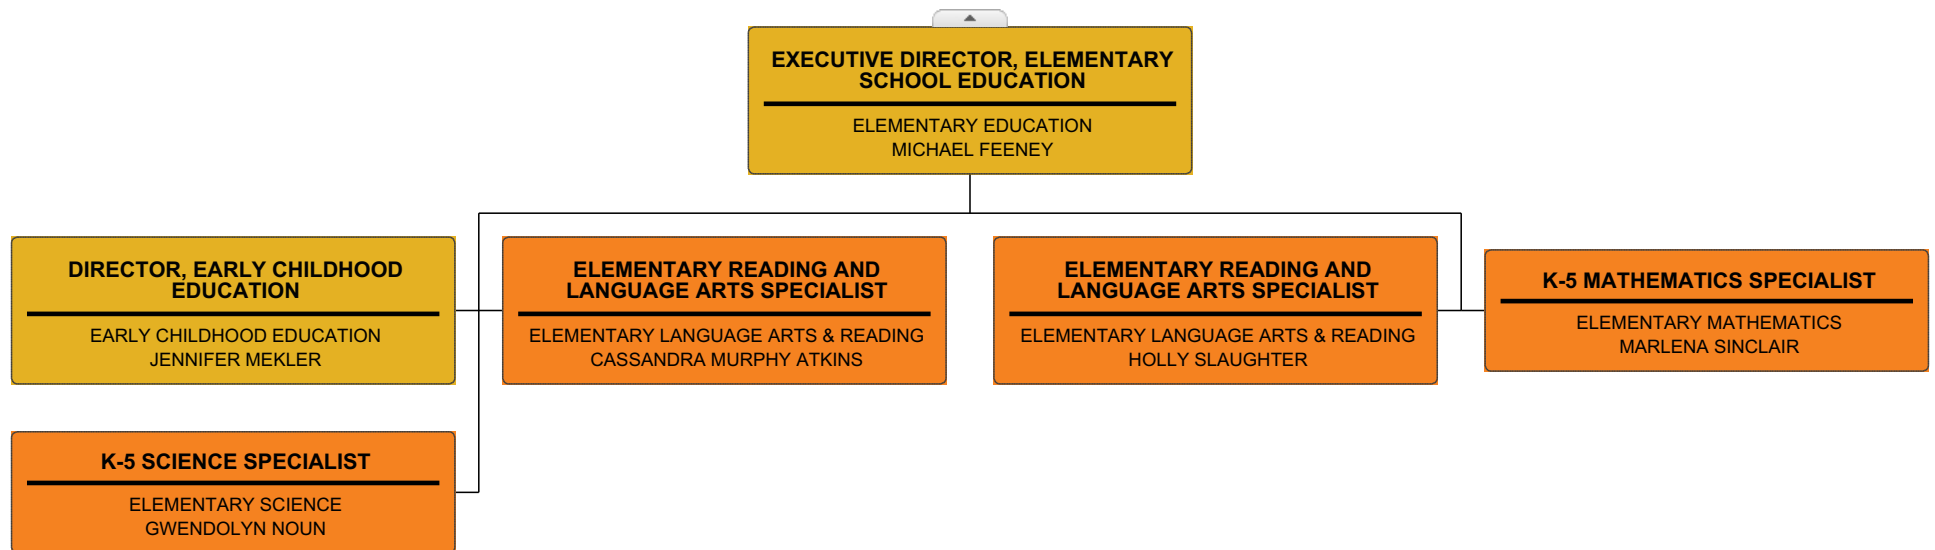 EXECUTIVE DIRECTOR, ELEMENTARY
SCHOOL EDUCATION
ELEMENTARY EDUCATION
MICHAEL FEENEY
DIRECTOR, EARLY CHILDHOOD
EDUCATION
EARLY CHILDHOOD EDUCATION
JENNIFER MEKLER
ELEMENTARY READING AND
LANGUAGE ARTS SPECIALIST
ELEMENTARY LANGUAGE ARTS & READING
CASSANDRA MURPHY ATKINS
ELEMENTARY READING AND
LANGUAGE ARTS SPECIALIST
ELEMENTARY LANGUAGE ARTS & READING
HOLLY SLAUGHTER
K-5 MATHEMATICS SPECIALIST
ELEMENTARY MATHEMATICS
MARLENA SINCLAIR
K-5 SCIENCE SPECIALIST
ELEMENTARY SCIENCE
GWENDOLYN NOUN